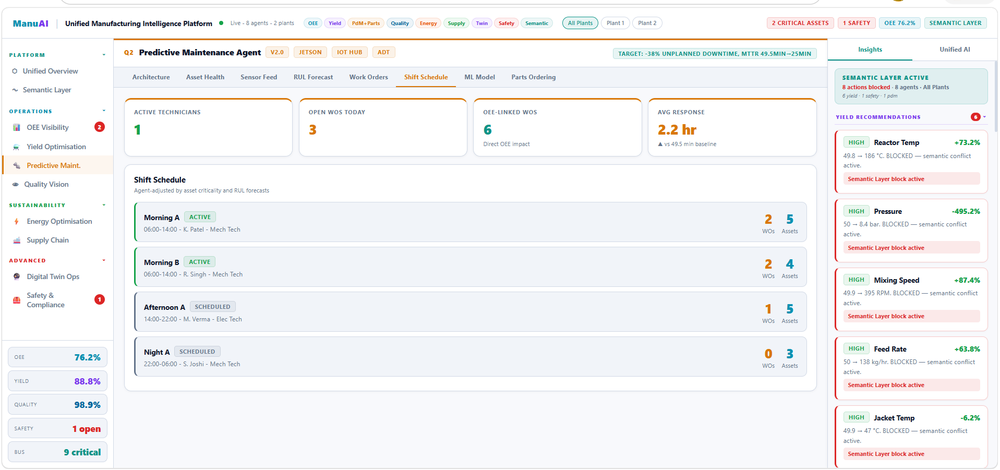 ManuAI
Unified Manufacturing Intelligence Platform
Live - 8 agents - 2 plants
OEE
Yield
PdM+Parts
Quality
Energy
Supply
Twin
Safety
Semantic
All Plants
Plant 1
Plant 2
2 CRITICAL ASSETS
1 SAFETY
OEE 76.2%
SEMANTIC LAYER
PLATFORM
Unified Overview
Semantic Layer
OPERATIONS
OEE Visibility
2
Yield Optimisation
Predictive Maint.
Quality Vision
SUSTAINABILITY
Energy Optimisation
Supply Chain
ADVANCED
Digital Twin Ops
Safety &
Compliance
1
OEE
76.2%
YIELD
88.8%
QUALITY
98.9%
SAFETY
1 open
BUS
9 critical
Q2
Predictive Maintenance Agent
V2.0
JETSON
IOT HUB
ADT
TARGET: -38% UNPLANNED DOWNTIME, MTTR 49.5MIN→25MIN
Architecture
Asset Health
Sensor Feed
RUL Forecast
Work Orders
Shift Schedule
ML Model
Parts Ordering
ACTIVE TECHNICIANS
1
OPEN WOS TODAY
3
OEE-LINKED WOS
6
Direct OEE impact
AVG RESPONSE
2.2 hr
▲ vs 49.5 min baseline
Shift Schedule
Agent-adjusted by asset criticality and RUL forecasts
Morning A
ACTIVE
06:00-14:00 - K. Patel - Mech Tech
2
WOs
5
Assets
Morning B
ACTIVE
06:00-14:00 - R. Singh - Mech Tech
2
WOs
4
Assets
Afternoon A
SCHEDULED
14:00-22:00 - M. Verma - Elec Tech
1
WOs
5
Assets
Night A
SCHEDULED
22:00-06:00 - S. Joshi - Mech Tech
0
WOs
3
Assets
Insights
Unified AI
SEMANTIC LAYER ACTIVE
8 actions blocked · 8 agents · All Plants
6 yield · 1 safety · 1 pdm
YIELD RECOMMENDATIONS
6
HIGH
Reactor Temp
+73.2%
49.8 → 186 °C. BLOCKED — semantic conflict
active.
Semantic Layer block active
HIGH
Pressure
-495.2%
50 → 8.4 bar. BLOCKED — semantic conflict
active.
Semantic Layer block active
HIGH
Mixing Speed
+87.4%
49.9 → 395 RPM. BLOCKED — semantic conflict
active.
Semantic Layer block active
HIGH
Feed Rate
+63.8%
50 → 138 kg/hr. BLOCKED — semantic conflict
active.
Semantic Layer block active
HIGH
Jacket Temp
-6.2%
49.9 → 47 °C. BLOCKED — semantic conflict
active.
Semantic Layer block active